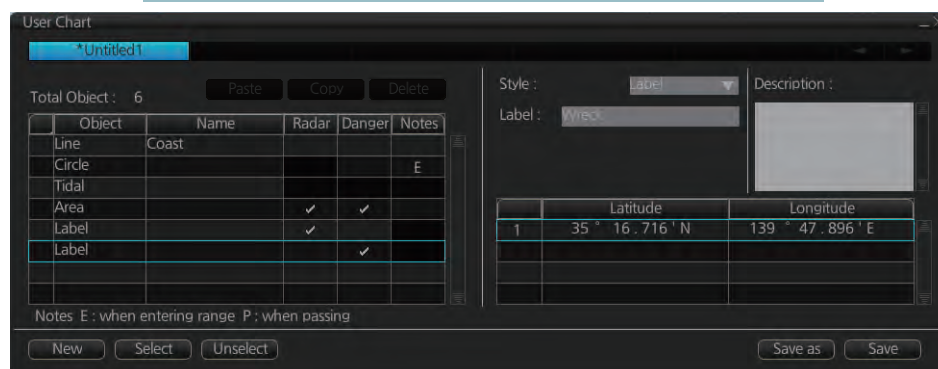 User Chart
*Untitled1
Total Object : 6
Paste Copy Delete
Object Name Radar Danger Notes
Line Coast
Circle E
Tidal
Area ✓ ✓
Label ✓
Label ✓
Notes E : when entering range P : when passing
New Select Unselect
Style : Label
Label : Wreck
Description :
Latitude Longitude
1 35 ° 16 . 716 ' N 139 ° 47 . 896 ' E
Save as Save